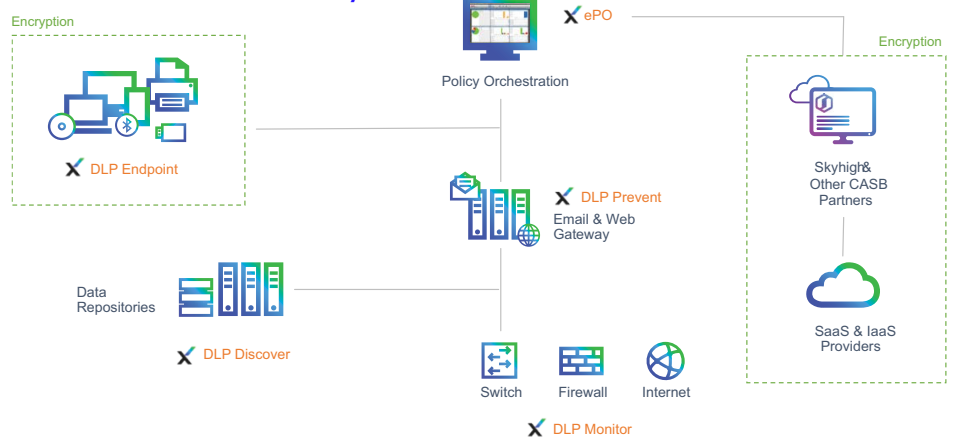 Encryption
ePO
Encryption
Policy Orchestration
DLP Endpoint
Skyhigh&
Other CASB
Partners
DLP Prevent
Email & Web
Gateway
Data
Repositories
DLP Discover
SaaS & IaaS
Providers
Switch
Firewall
Internet
DLP Monitor